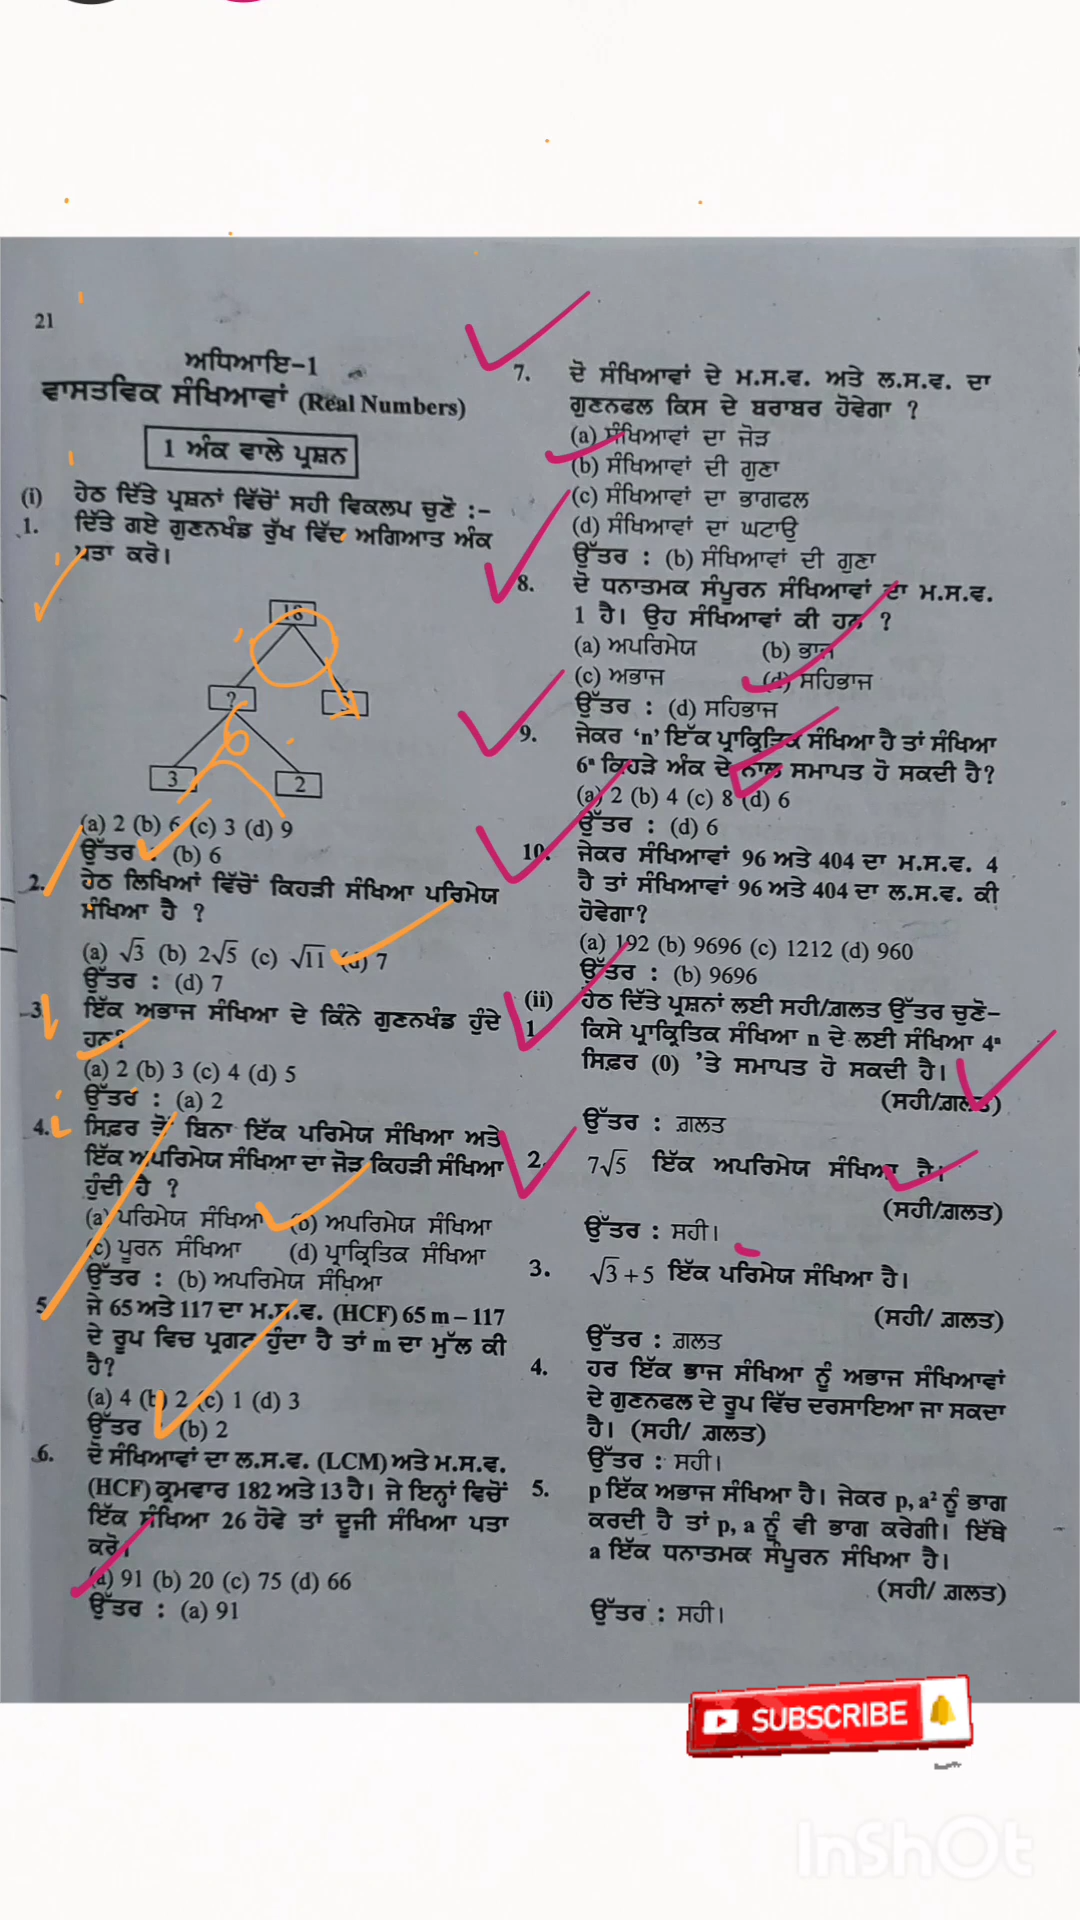 21
ਅਧਿਆਇ-1
ਵਾਸਤਵਿਕ ਸੰਖਿਆਵਾਂ (Real Numbers)
1 ਅੰਕ ਵਾਲੇ ਪ੍ਰਸ਼ਨ
(i) ਹੇਠ ਦਿੱਤੇ ਪ੍ਰਸ਼ਨਾਂ ਵਿੱਚੋਂ ਸਹੀ ਵਿਕਲਪ ਚੁਣੋ :-
1. ਦਿੱਤੇ ਗਏ ਗੁਣਨਖੰਡ ਰੁੱਖ ਵਿੱਚ ਅਗਿਆਤ ਅੰਕ
ਪਤਾ ਕਰੋ।
18
?
3
3 2
(a) 2 (b) 6 (c) 3 (d) 9
ਉੱਤਰ : (b) 6
2. ਹੇਠ ਲਿਖਿਆਂ ਵਿੱਚੋਂ ਕਿਹੜੀ ਸੰਖਿਆ ਪਰਿਮੇਯ
ਸੰਖਿਆ ਹੈ ?
(a) √3 (b) 2√5 (c) √11 (d) 7
ਉੱਤਰ : (d) 7
3. ਇੱਕ ਅਭਾਜ ਸੰਖਿਆ ਦੇ ਕਿੰਨੇ ਗੁਣਨਖੰਡ ਹੁੰਦੇ
ਹਨ?
(a) 2 (b) 3 (c) 4 (d) 5
ਉੱਤਰ : (a) 2
4. ਸਿਫ਼ਰ ਤੋਂ ਬਿਨਾ ਇੱਕ ਪਰਿਮੇਯ ਸੰਖਿਆ ਅਤੇ
ਇੱਕ ਅਪਰਿਮੇਯ ਸੰਖਿਆ ਦਾ ਜੋੜ ਕਿਹੜੀ ਸੰਖਿਆ
ਹੁੰਦੀ ਹੈ ?
(a) ਪਰਿਮੇਯ ਸੰਖਿਆ (b) ਅਪਰਿਮੇਯ ਸੰਖਿਆ
(c) ਪੂਰਨ ਸੰਖਿਆ (d) ਪ੍ਰਾਕ੍ਰਿਤਿਕ ਸੰਖਿਆ
ਉੱਤਰ : (b) ਅਪਰਿਮੇਯ ਸੰਖਿਆ
5. ਜੇ 65 ਅਤੇ 117 ਦਾ ਮ.ਸ.ਵ. (HCF) 65 m – 117
ਦੇ ਰੂਪ ਵਿਚ ਪ੍ਰਗਟ ਹੁੰਦਾ ਹੈ ਤਾਂ m ਦਾ ਮੁੱਲ ਕੀ
ਹੈ?
(a) 4 (b) 2 (c) 1 (d) 3
ਉੱਤਰ (b) 2
6. ਦੋ ਸੰਖਿਆਵਾਂ ਦਾ ਲ.ਸ.ਵ. (LCM) ਅਤੇ ਮ.ਸ.ਵ.
(HCF) ਕ੍ਰਮਵਾਰ 182 ਅਤੇ 13 ਹੈ। ਜੇ ਇਨ੍ਹਾਂ ਵਿਚੋਂ
ਇੱਕ ਸੰਖਿਆ 26 ਹੋਵੇ ਤਾਂ ਦੂਜੀ ਸੰਖਿਆ ਪਤਾ
ਕਰੋ।
(a) 91 (b) 20 (c) 75 (d) 66
ਉੱਤਰ : (a) 91
7. ਦੋ ਸੰਖਿਆਵਾਂ ਦੇ ਮ.ਸ.ਵ. ਅਤੇ ਲ.ਸ.ਵ. ਦਾ
ਗੁਣਨਫਲ ਕਿਸ ਦੇ ਬਰਾਬਰ ਹੋਵੇਗਾ ?
(a) ਸੰਖਿਆਵਾਂ ਦਾ ਜੋੜ
(b) ਸੰਖਿਆਵਾਂ ਦੀ ਗੁਣਾ
(c) ਸੰਖਿਆਵਾਂ ਦਾ ਭਾਗਫਲ
(d) ਸੰਖਿਆਵਾਂ ਦਾ ਘਟਾਉ
ਉੱਤਰ : (b) ਸੰਖਿਆਵਾਂ ਦੀ ਗੁਣਾ
8. ਦੋ ਧਨਾਤਮਕ ਸੰਪੂਰਨ ਸੰਖਿਆਵਾਂ ਦਾ ਮ.ਸ.ਵ.
1 ਹੈ। ਉਹ ਸੰਖਿਆਵਾਂ ਕੀ ਹਨ ?
(a) ਅਪਰਿਮੇਯ (b) ਭਾਜ
(c) ਅਭਾਜ (d) ਸਹਿਭਾਜ
ਉੱਤਰ : (d) ਸਹਿਭਾਜ
9. ਜੇਕਰ ‘n’ ਇੱਕ ਪ੍ਰਾਕ੍ਰਿਤਿਕ ਸੰਖਿਆ ਹੈ ਤਾਂ ਸੰਖਿਆ
6ⁿ ਕਿਹੜੇ ਅੰਕ ਦੇ ਨਾਲ ਸਮਾਪਤ ਹੋ ਸਕਦੀ ਹੈ?
(a) 2 (b) 4 (c) 8 (d) 6
ਉੱਤਰ : (d) 6
10. ਜੇਕਰ ਸੰਖਿਆਵਾਂ 96 ਅਤੇ 404 ਦਾ ਮ.ਸ.ਵ. 4
ਹੈ ਤਾਂ ਸੰਖਿਆਵਾਂ 96 ਅਤੇ 404 ਦਾ ਲ.ਸ.ਵ. ਕੀ
ਹੋਵੇਗਾ?
(a) 192 (b) 9696 (c) 1212 (d) 960
ਉੱਤਰ : (b) 9696
(ii) ਹੇਠ ਦਿੱਤੇ ਪ੍ਰਸ਼ਨਾਂ ਲਈ ਸਹੀ/ਗ਼ਲਤ ਉੱਤਰ ਚੁਣੋ–
1 ਕਿਸੇ ਪ੍ਰਾਕ੍ਰਿਤਿਕ ਸੰਖਿਆ n ਦੇ ਲਈ ਸੰਖਿਆ 4ⁿ
ਸਿਫ਼ਰ (0) ’ਤੇ ਸਮਾਪਤ ਹੋ ਸਕਦੀ ਹੈ।
(ਸਹੀ/ਗ਼ਲਤ)
ਉੱਤਰ : ਗ਼ਲਤ
2. 7√5 ਇੱਕ ਅਪਰਿਮੇਯ ਸੰਖਿਆ ਹੈ।
(ਸਹੀ/ਗ਼ਲਤ)
ਉੱਤਰ : ਸਹੀ।
3. √3 + 5 ਇੱਕ ਪਰਿਮੇਯ ਸੰਖਿਆ ਹੈ।
(ਸਹੀ/ ਗ਼ਲਤ)
ਉੱਤਰ : ਗ਼ਲਤ
4. ਹਰ ਇੱਕ ਭਾਜ ਸੰਖਿਆ ਨੂੰ ਅਭਾਜ ਸੰਖਿਆਵਾਂ
ਦੇ ਗੁਣਨਫਲ ਦੇ ਰੂਪ ਵਿੱਚ ਦਰਸਾਇਆ ਜਾ ਸਕਦਾ
ਹੈ। (ਸਹੀ/ ਗ਼ਲਤ)
ਉੱਤਰ : ਸਹੀ।
5. p ਇੱਕ ਅਭਾਜ ਸੰਖਿਆ ਹੈ। ਜੇਕਰ p, a² ਨੂੰ ਭਾਗ
ਕਰਦੀ ਹੈ ਤਾਂ p, a ਨੂੰ ਵੀ ਭਾਗ ਕਰੇਗੀ। ਇੱਥੇ
a ਇੱਕ ਧਨਾਤਮਕ ਸੰਪੂਰਨ ਸੰਖਿਆ ਹੈ।
(ਸਹੀ/ ਗ਼ਲਤ)
ਉੱਤਰ : ਸਹੀ।
6
SUBSCRIBE
InShOt